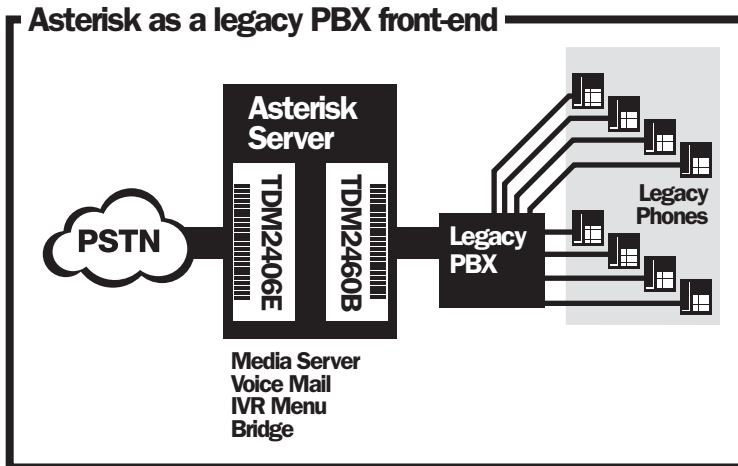 Asterisk as a legacy PBX front-end
Asterisk
Server
TDM2406E
TDM2460B
PSTN
Legacy
PBX
Legacy
Phones
Media Server
Voice Mail
IVR Menu
Bridge